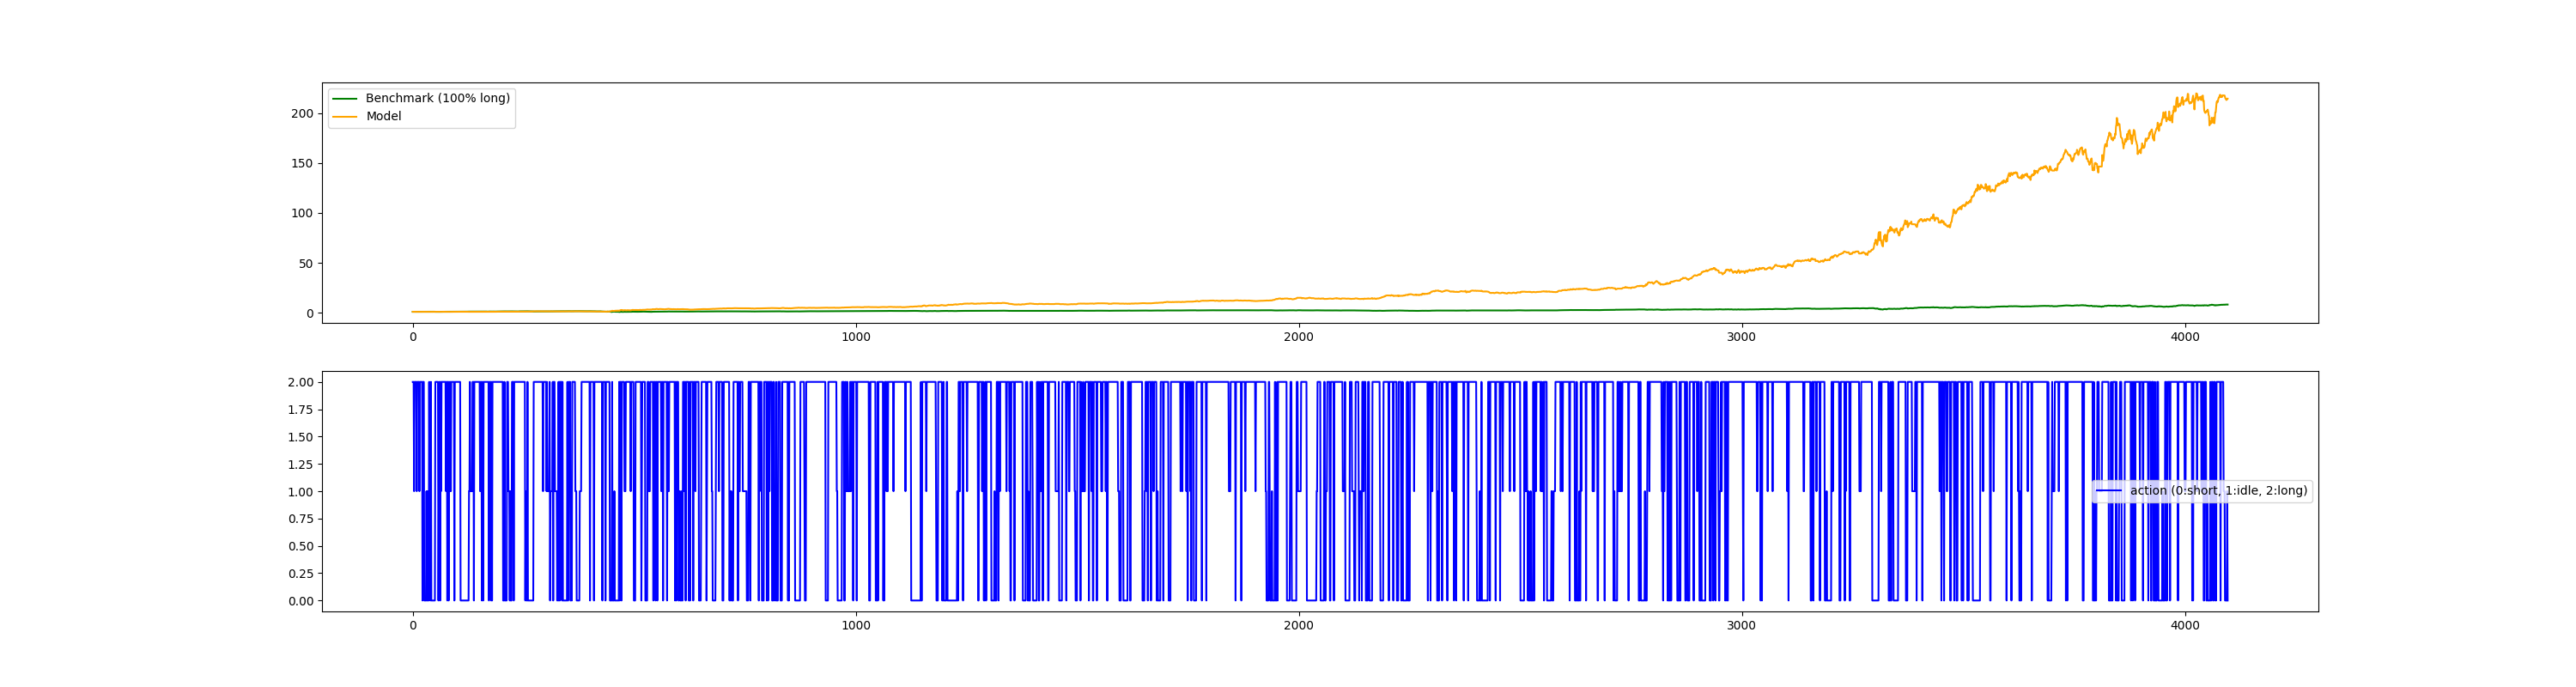 Benchmark (100% long)
Model
200
150
100
50
0
0 1000 2000 3000 4000
2.00
1.75
1.50
1.25
1.00
0.75
0.50
0.25
0.00
action (0:short, 1:idle, 2:long)
0 1000 2000 3000 4000